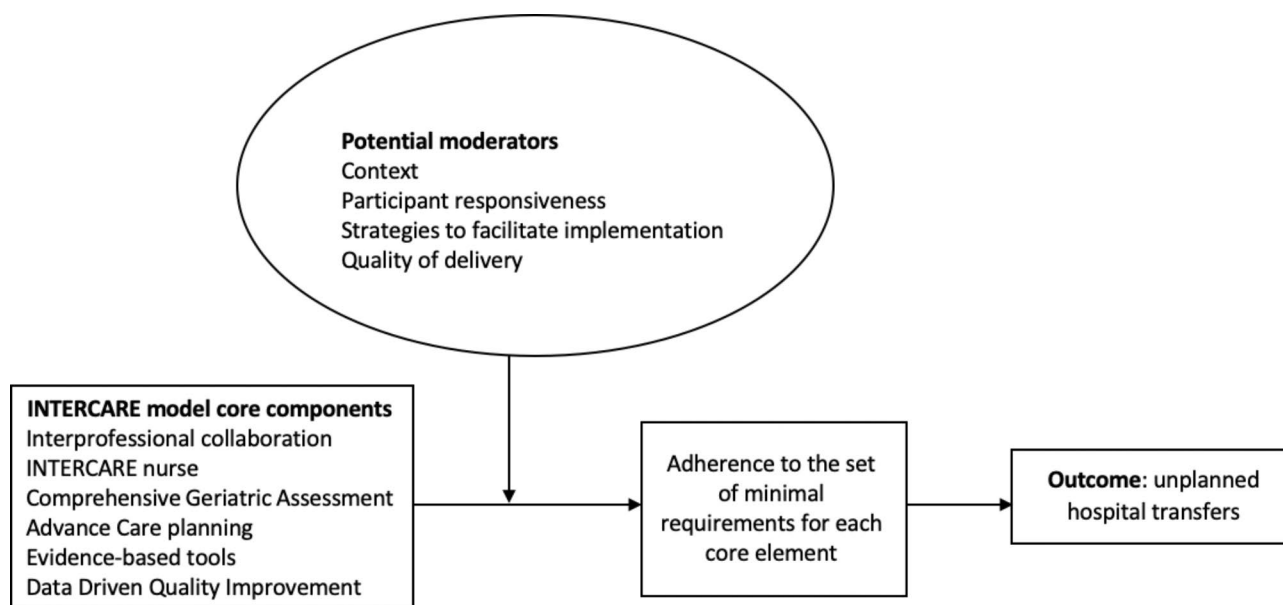 Potential moderators
Context
Participant responsiveness
Strategies to facilitate implementation
Quality of delivery
INTERCARE model core components
Interprofessional collaboration
INTERCARE nurse
Comprehensive Geriatric Assessment
Advance Care planning
Evidence-based tools
Data Driven Quality Improvement
Adherence to the set
of minimal
requirements for each
core element
Outcome: unplanned
hospital transfers